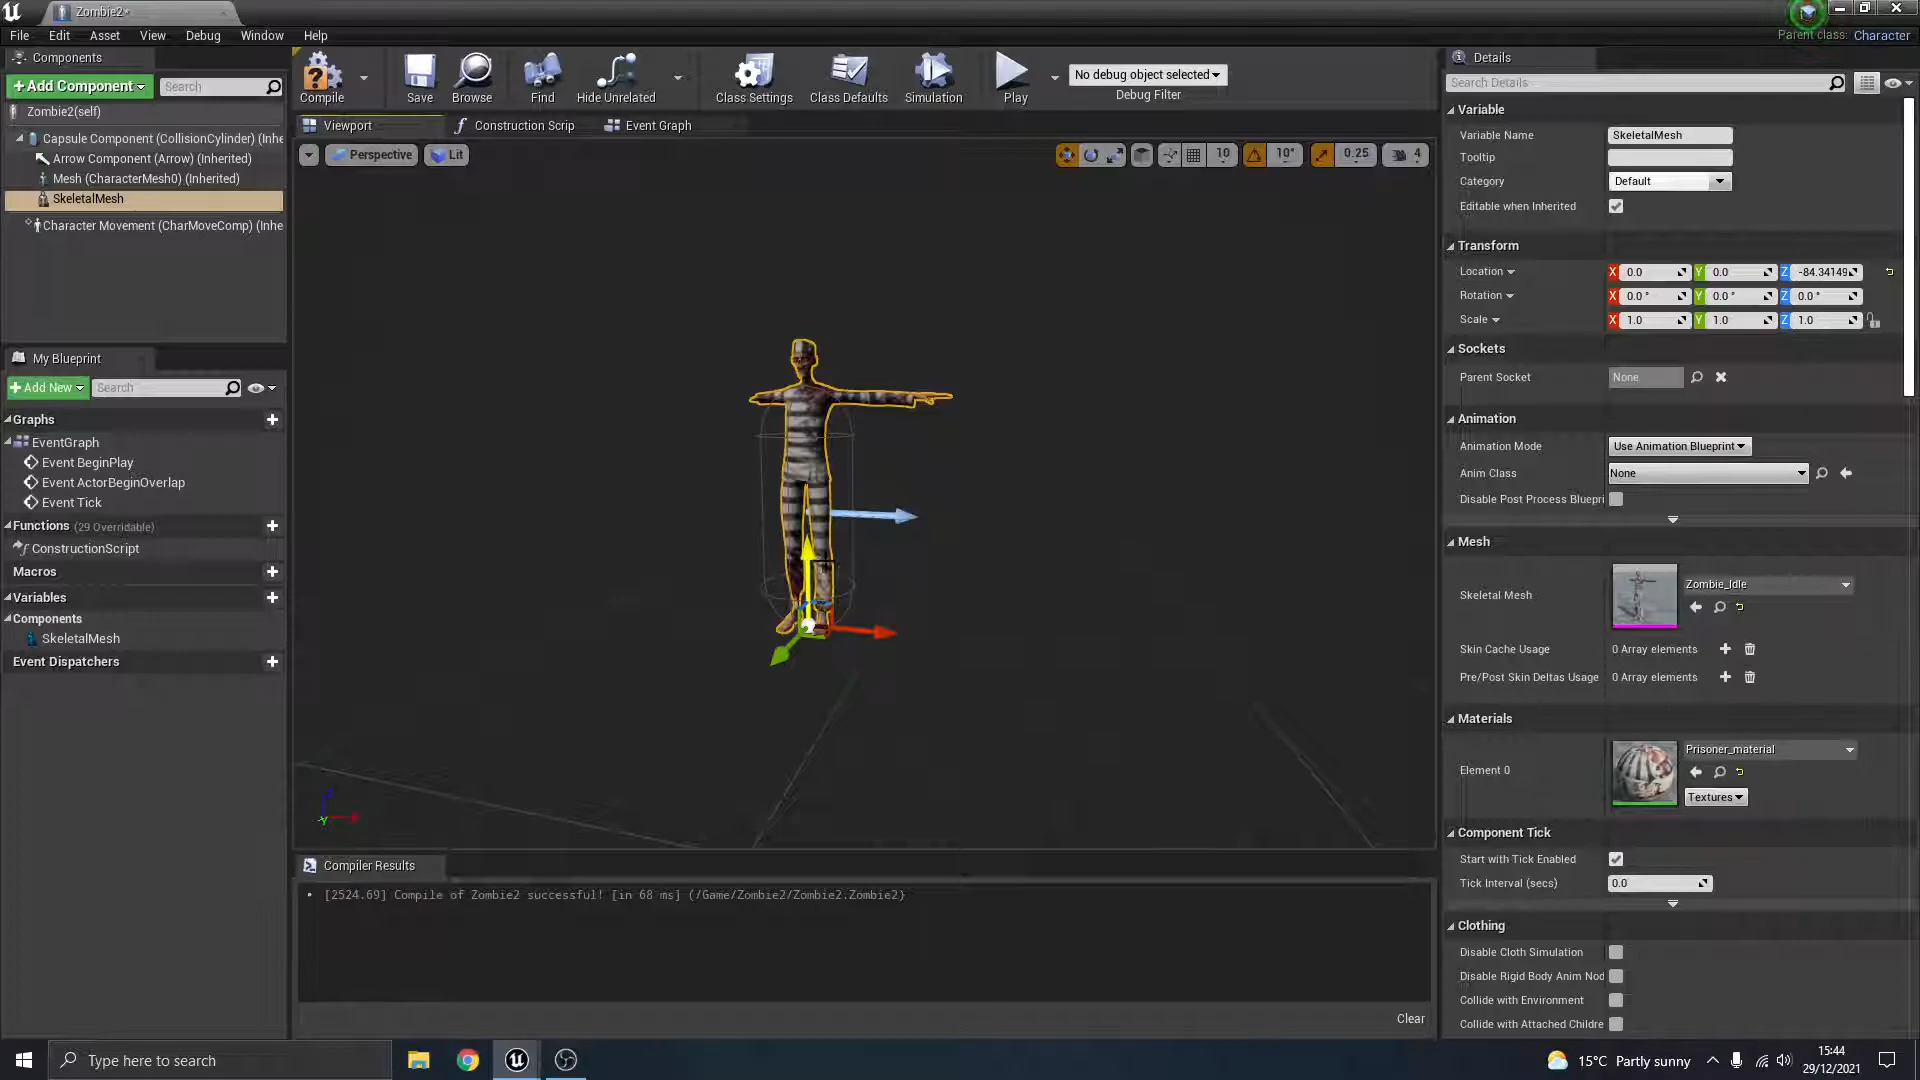 Zombie2*
File Edit Asset View Debug Window Help
Parent class: Character
Components
+Add Component
Search
Zombie2(self)
Capsule Component (CollisionCylinder) (Inhe
Arrow Component (Arrow) (Inherited)
Mesh (CharacterMesh0) (Inherited)
SkeletalMesh
Character Movement (CharMoveComp) (Inhe
Compile
Save
Browse
Find
Hide Unrelated
Class Settings
Class Defaults
Simulation
Play
No debug object selected
Debug Filter
Viewport
Construction Scrip
Event Graph
Perspective
Lit
10
10°
0.25
4
My Blueprint
+Add New
Search
Graphs
EventGraph
Event BeginPlay
Event ActorBeginOverlap
Event Tick
Functions (29 Overridable)
ConstructionScript
Macros
Variables
Components
SkeletalMesh
Event Dispatchers
Compiler Results
[2524.69] Compile of Zombie2 successful! [in 68 ms] (/Game/Zombie2/Zombie2.Zombie2)
Clear
Details
Search Details
Variable
Variable Name SkeletalMesh
Tooltip
Category Default
Editable when Inherited
Transform
Location X 0.0 Y 0.0 Z -84.34149
Rotation X 0.0 ° Y 0.0 ° Z 0.0 °
Scale X 1.0 Y 1.0 Z 1.0
Sockets
Parent Socket None
Animation
Animation Mode Use Animation Blueprint
Anim Class None
Disable Post Process Bluepri
Mesh
Skeletal Mesh Zombie_Idle
Skin Cache Usage 0 Array elements
Pre/Post Skin Deltas Usage 0 Array elements
Materials
Element 0 Prisoner_material
Textures
Component Tick
Start with Tick Enabled
Tick Interval (secs) 0.0
Clothing
Disable Cloth Simulation
Disable Rigid Body Anim Nod
Collide with Environment
Collide with Attached Childre
Type here to search
15°C Partly sunny
15:44
29/12/2021